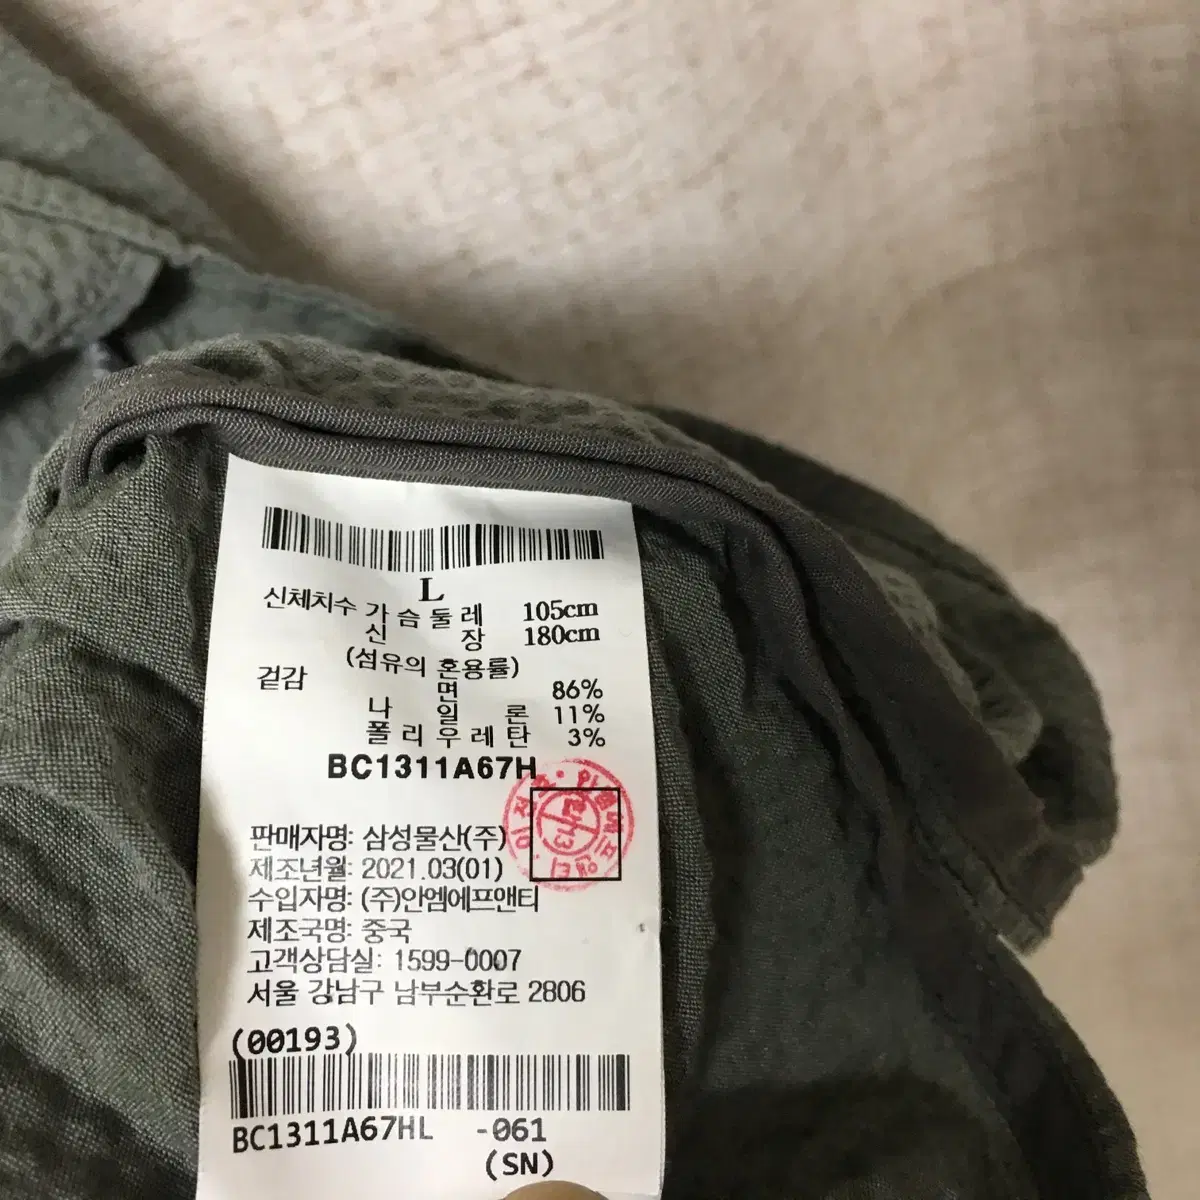 L
신체치수 가슴둘레 105cm
신장 180cm
(섬유의 혼용률)
겉감 면 86%
나일론 11%
폴리우레탄 3%
BC1311A67H
판매자명: 삼성물산(주)
제조년월: 2021.03(01)
수입자명: (주)안엠에프앤티
제조국명: 중국
고객상담실: 1599-0007
서울 강남구 남부순환로 2806
(00193)
BC1311A67HL -061
(SN)